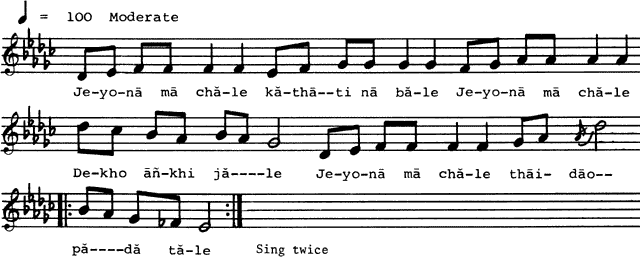 = 100 Moderate
Je-yo-nā mā chă-le kă-thā--ti nā bă-le Je-yo-nā mā chă-le
De-kho āñ-khi jă----le Je-yo-nā mā chă-le thāi- dāo--
pā----dă tă-le Sing twice